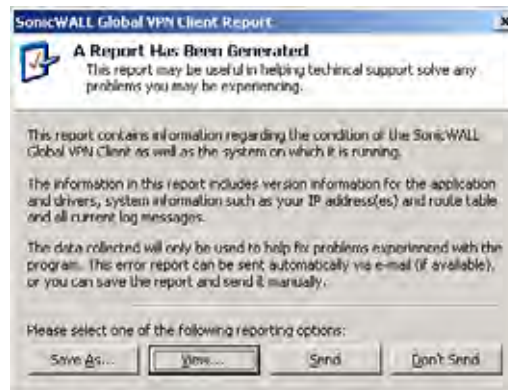 SonicWALL Global VPN Client Report
A Report Has Been Generated
This report may be useful in helping techincal support solve any
problems you may be experiencing.
This report contains information regarding the condition of the SonicWALL
Global VPN Client as well as the system on which it is running.
The information in this report includes version information for the application
and drivers, system information such as your IP address(es) and route table
and all current log messages.
The data collected will only be used to help fix problems experienced with the
program. This error report can be sent automatically via e-mail (if available),
or you can save the report and send it manually.
Please select one of the following reporting options:
Save As...
View...
Send
Don't Send